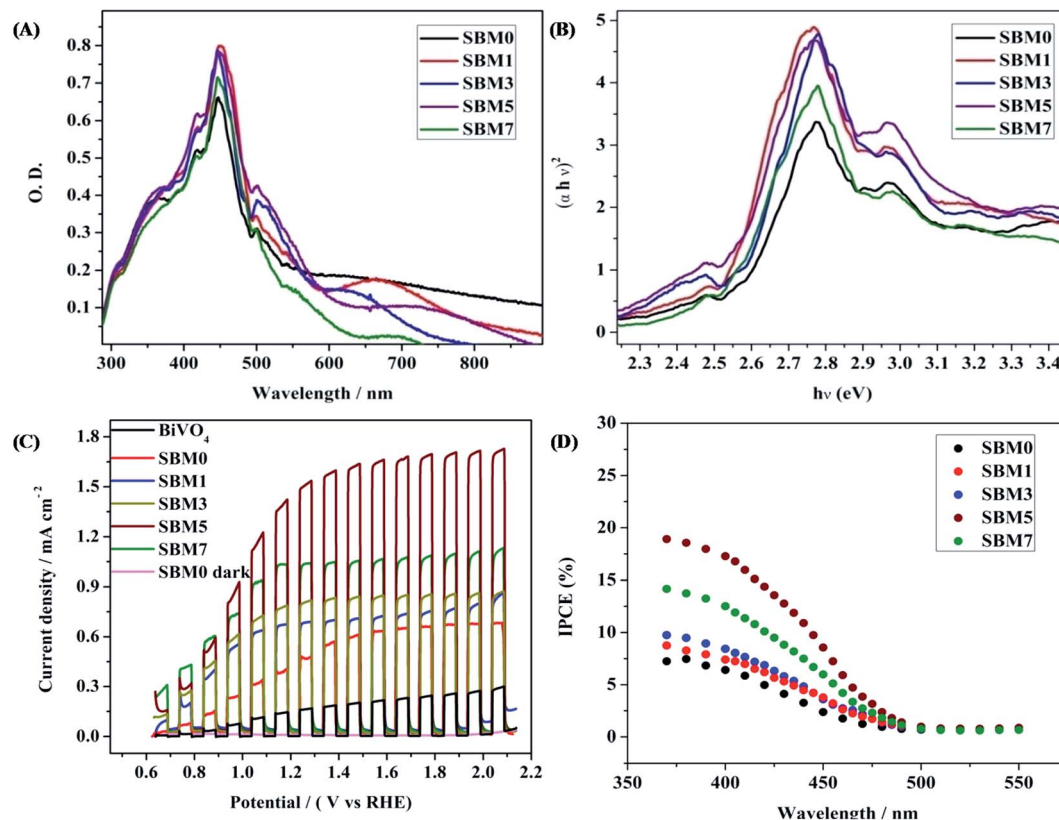 (A)
SBM0
SBM1
SBM3
SBM5
SBM7
0.8
0.7
0.6
0.5
0.4
0.3
0.2
0.1
O. D.
300 400 500 600 700 800
Wavelength / nm
(B)
SBM0
SBM1
SBM3
SBM5
SBM7
5
4
3
2
1
0
(α h ν)²
2.3 2.4 2.5 2.6 2.7 2.8 2.9 3.0 3.1 3.2 3.3 3.4
hν (eV)
(C)
BiVO₄
SBM0
SBM1
SBM3
SBM5
SBM7
SBM0 dark
1.8
1.5
1.2
0.9
0.6
0.3
0.0
Current density / mA cm⁻²
0.6 0.8 1.0 1.2 1.4 1.6 1.8 2.0 2.2
Potential / ( V vs RHE)
(D)
SBM0
SBM1
SBM3
SBM5
SBM7
30
25
20
15
10
5
0
IPCE (%)
350 400 450 500 550
Wavelength / nm